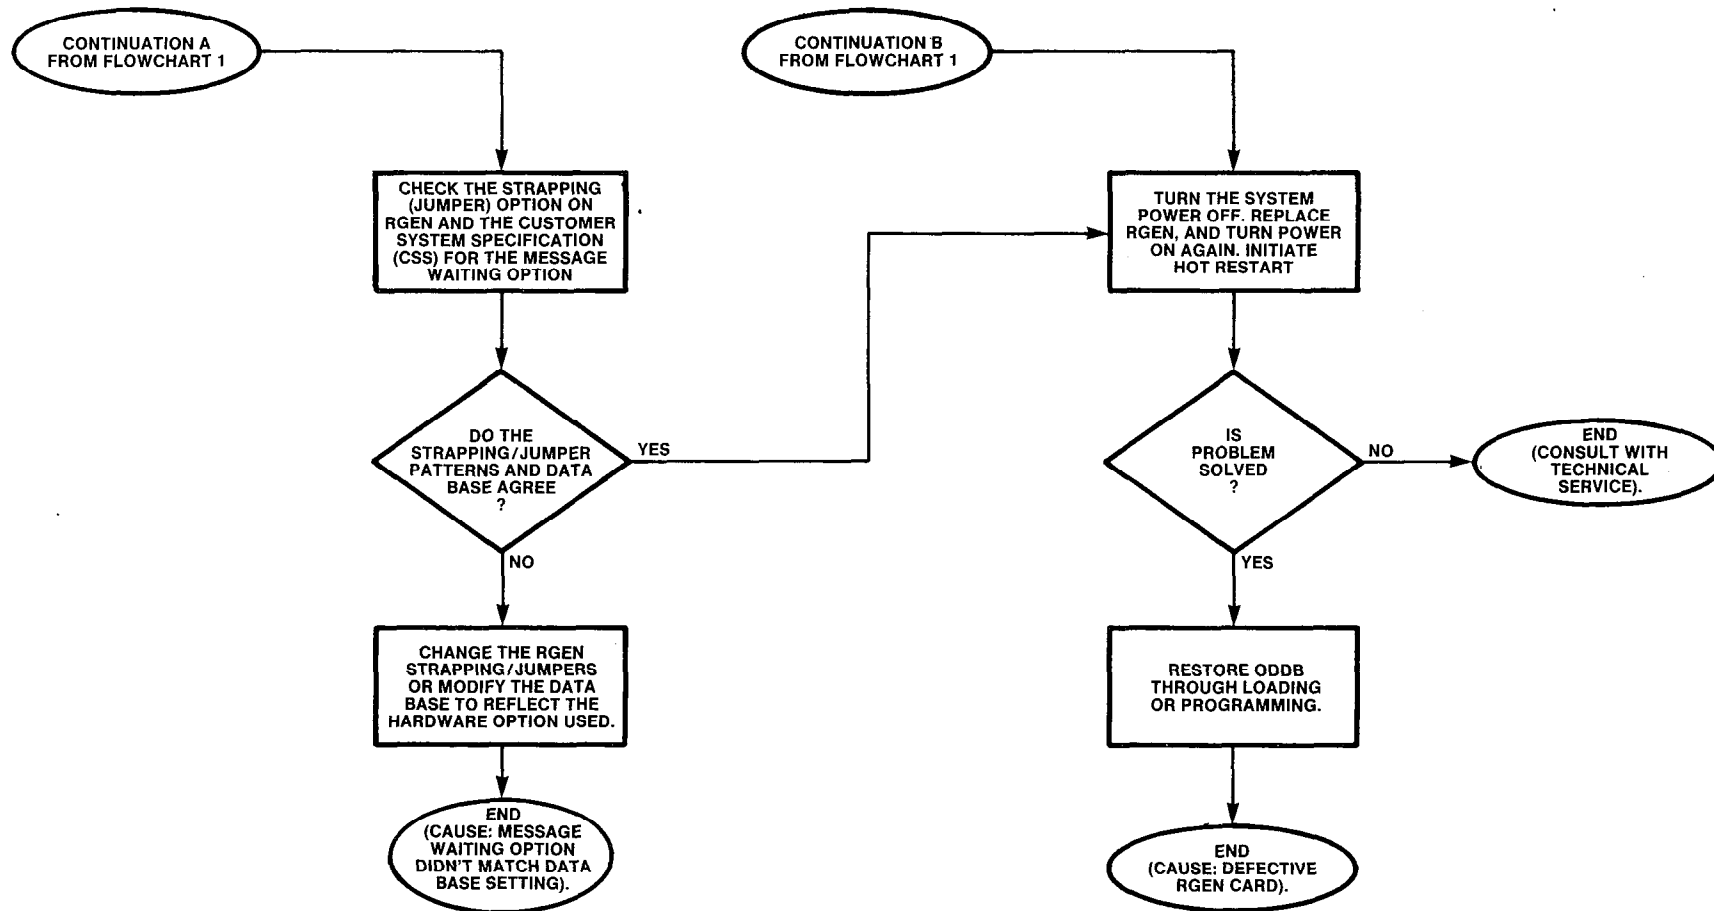 CONTINUATION A
FROM FLOWCHART 1
CHECK THE STRAPPING
(JUMPER) OPTION ON
RGEN AND THE CUSTOMER
SYSTEM SPECIFICATION
(CSS) FOR THE MESSAGE
WAITING OPTION
DO THE
STRAPPING/JUMPER
PATTERNS AND DATA
BASE AGREE
?
YES
NO
CHANGE THE RGEN
STRAPPING/JUMPERS
OR MODIFY THE DATA
BASE TO REFLECT THE
HARDWARE OPTION USED.
END
(CAUSE: MESSAGE
WAITING OPTION
DIDN'T MATCH DATA
BASE SETTING).
CONTINUATION B
FROM FLOWCHART 1
TURN THE SYSTEM
POWER OFF. REPLACE
RGEN, AND TURN POWER
ON AGAIN. INITIATE
HOT RESTART
IS
PROBLEM
SOLVED
?
NO
END
(CONSULT WITH
TECHNICAL
SERVICE).
YES
RESTORE ODDB
THROUGH LOADING
OR PROGRAMMING.
END
(CAUSE: DEFECTIVE
RGEN CARD).